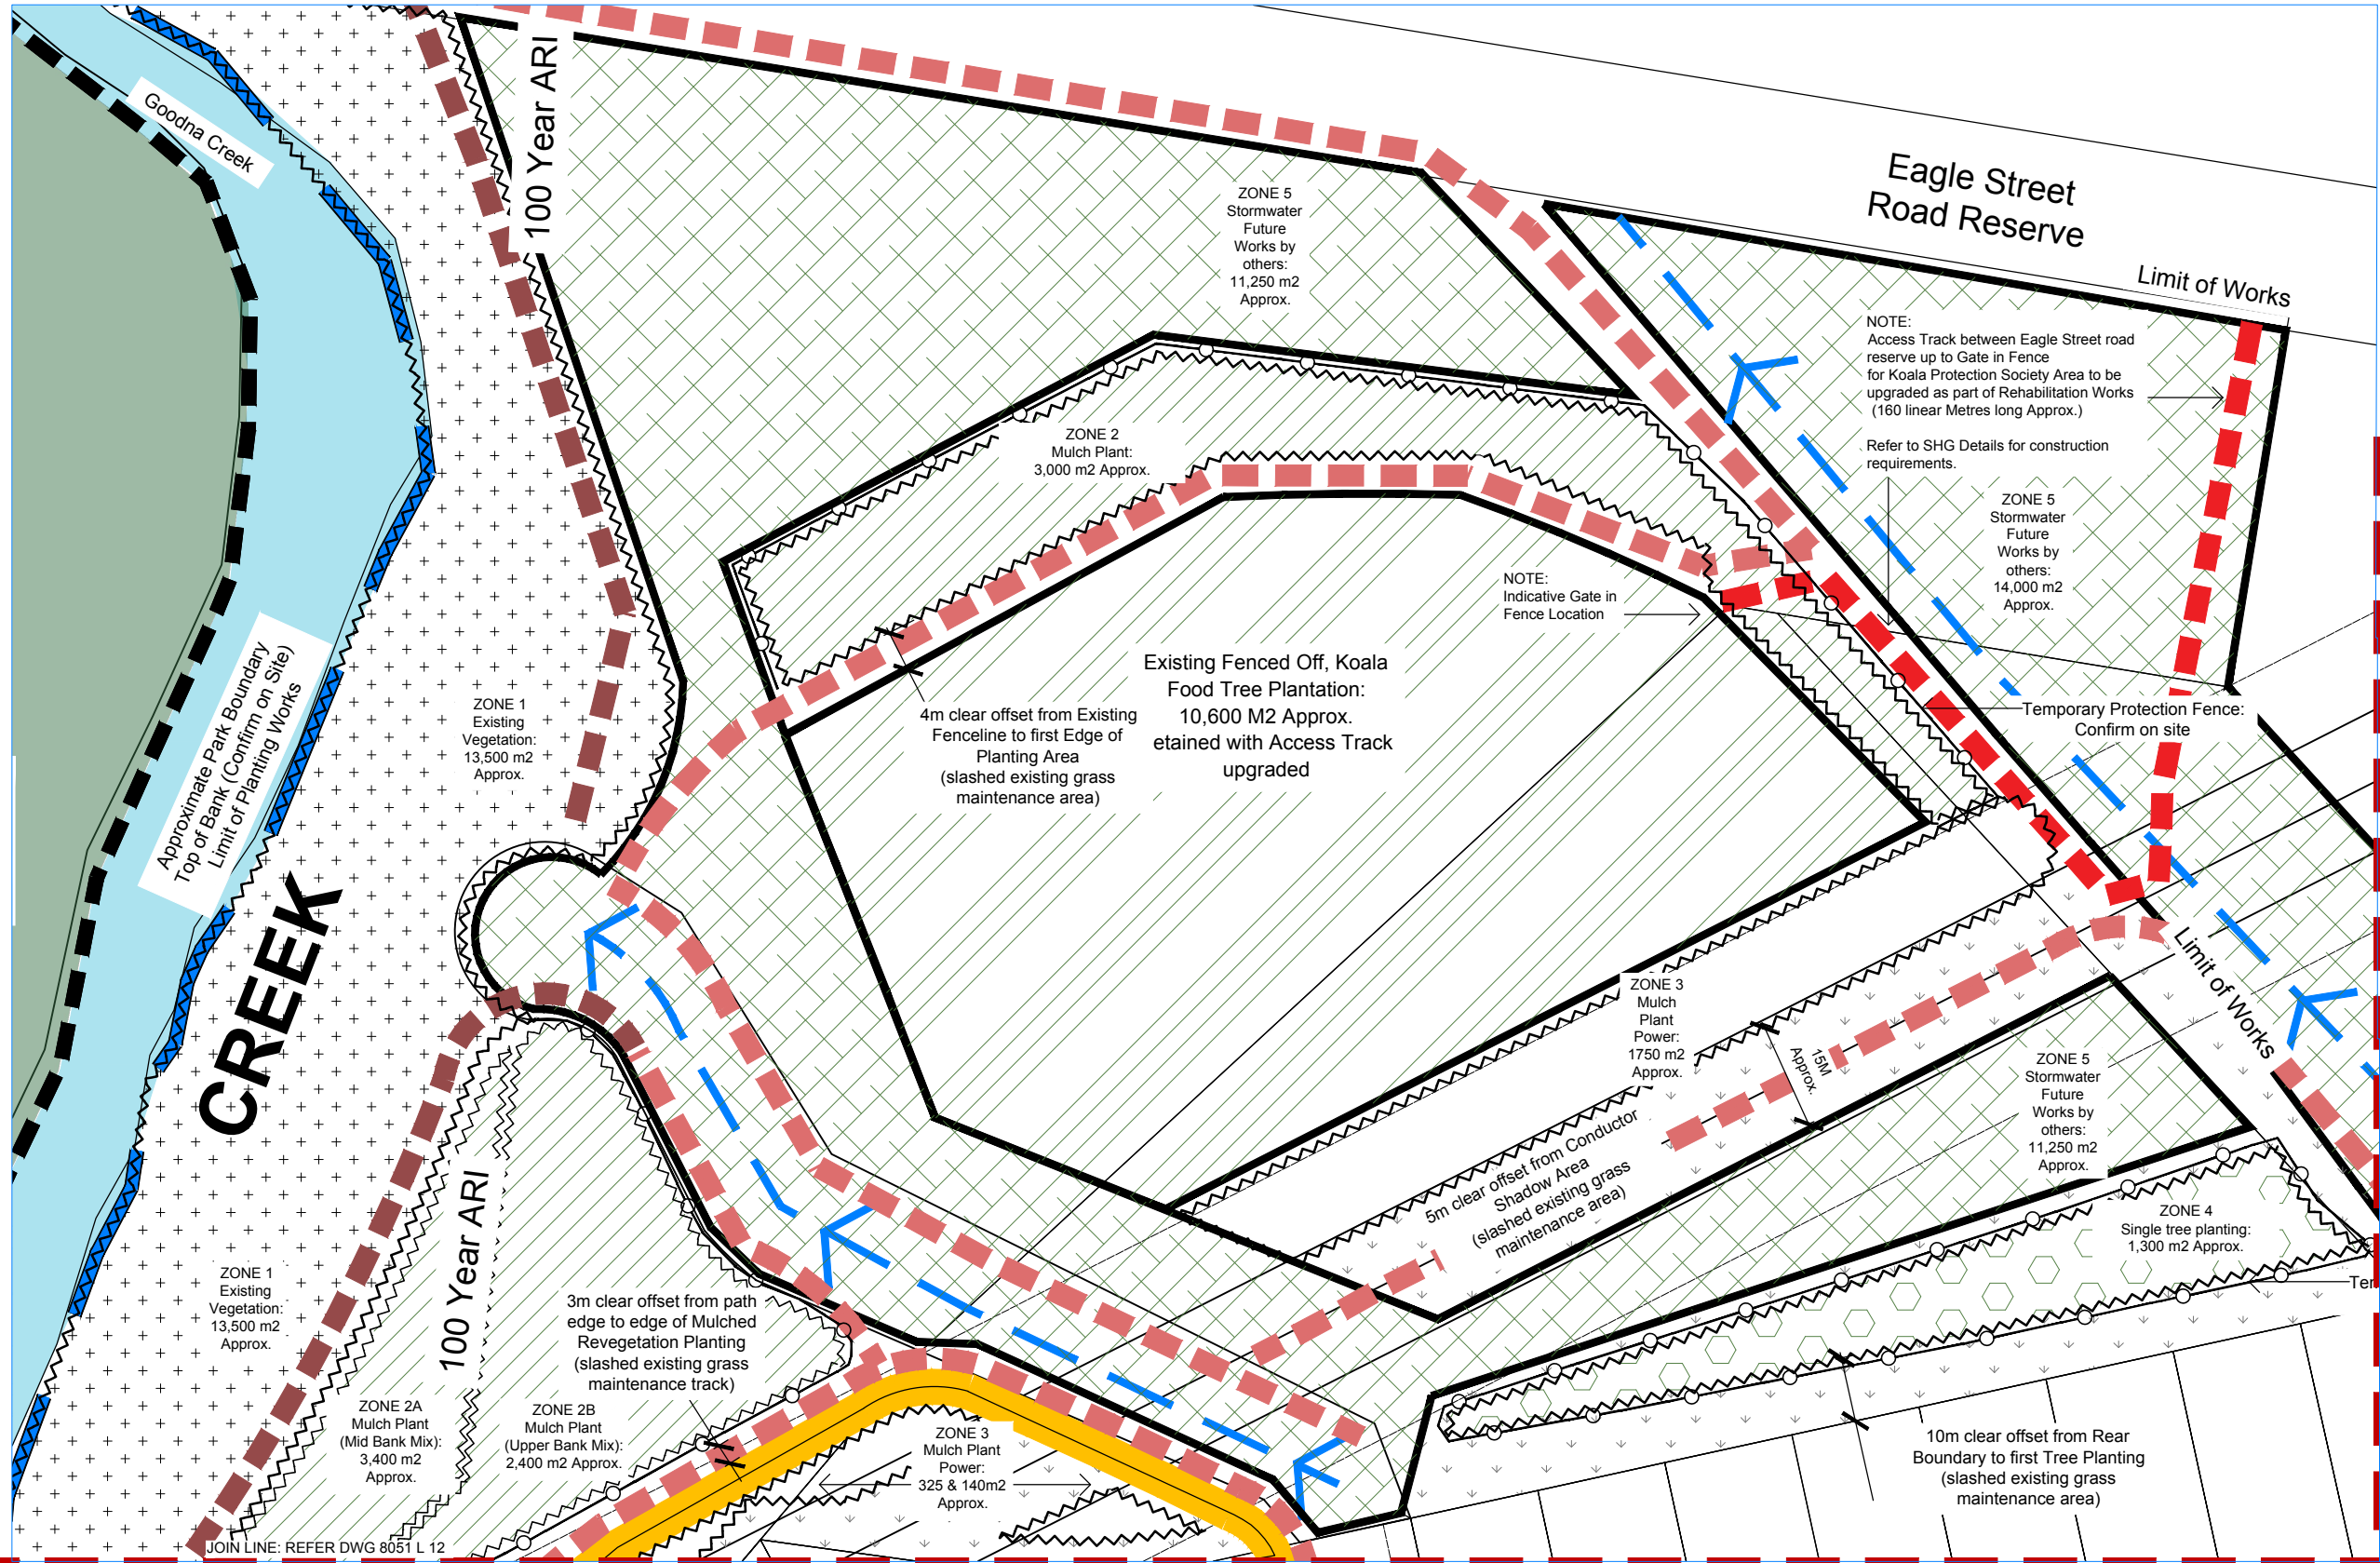 Goodna Creek
100 Year ARI
Eagle Street
Road Reserve
Limit of Works
ZONE 5
Stormwater
Future
Works by
others:
11,250 m2
Approx.
NOTE:
Access Track between Eagle Street road
reserve up to Gate in Fence
for Koala Protection Society Area to be
upgraded as part of Rehabilitation Works
(160 linear Metres long Approx.)
Refer to SHG Details for construction
requirements.
ZONE 2
Mulch Plant:
3,000 m2 Approx.
ZONE 5
Stormwater
Future
Works by
others:
14,000 m2
Approx.
NOTE:
Indicative Gate in
Fence Location
Approximate Park Boundary
Top of Bank (Confirm on Site)
Limit of Planting Works
ZONE 1
Existing
Vegetation:
13,500 m2
Approx.
4m clear offset from Existing
Fenceline to first Edge of
Planting Area
(slashed existing grass
maintenance area)
Existing Fenced Off, Koala
Food Tree Plantation:
10,600 M2 Approx.
etained with Access Track
upgraded
Temporary Protection Fence:
Confirm on site
CREEK
Limit of Works
ZONE 3
Mulch
Plant
Power:
1750 m2
Approx.
15M
Approx.
ZONE 5
Stormwater
Future
Works by
others:
11,250 m2
Approx.
5m clear offset from Conductor
Shadow Area
(slashed existing grass
maintenance area)
ZONE 4
Single tree planting:
1,300 m2 Approx.
Ter
100 Year ARI
ZONE 1
Existing
Vegetation:
13,500 m2
Approx.
3m clear offset from path
edge to edge of Mulched
Revegetation Planting
(slashed existing grass
maintenance track)
ZONE 2A
Mulch Plant
(Mid Bank Mix):
3,400 m2
Approx.
ZONE 2B
Mulch Plant
(Upper Bank Mix):
2,400 m2 Approx.
ZONE 3
Mulch Plant
Power:
325 & 140m2
Approx.
10m clear offset from Rear
Boundary to first Tree Planting
(slashed existing grass
maintenance area)
JOIN LINE: REFER DWG 8051 L 12